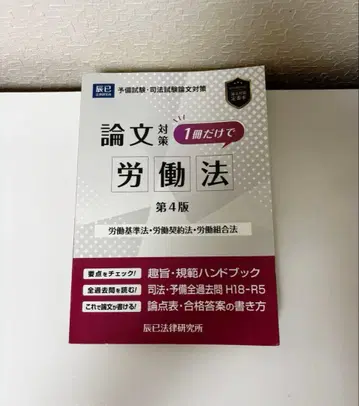 辰已
予備試験・司法試験論文対策
論文対策
1冊だけで
労働法
第4版
労働基準法・労働契約法・労働組合法
要点をチェック!
趣旨・規範ハンドブック
全過去問を読む!
司法・予備全過去問 H18-R5
これで論文が書ける!
論点表・合格答案の書き方
辰已法律研究所